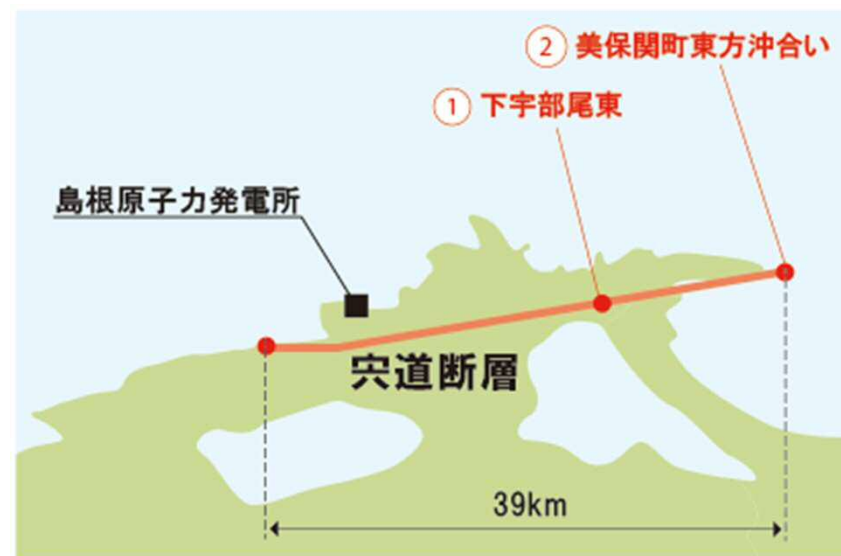 ② 美保関町東方沖合い
① 下宇部尾東
島根原子力発電所
宍道断層
39km